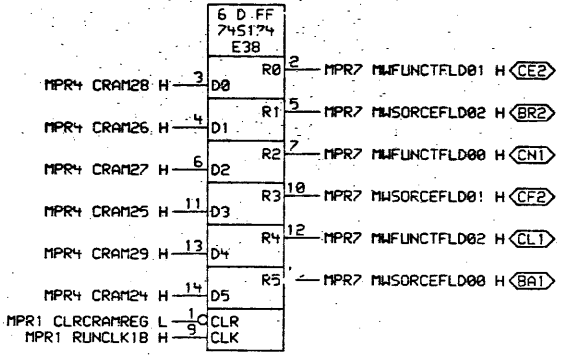 6 D.FF
74S174
E38
MPR4 CRAM28 H 3 D0 R0 2 MPR7 MWFUNCTFLD01 H CE2
MPR4 CRAM26 H 4 D1 R1 5 MPR7 MWSORCEFLD02 H BR2
MPR4 CRAM27 H 6 D2 R2 7 MPR7 MWFUNCTFLD00 H CN1
MPR4 CRAM25 H 11 D3 R3 10 MPR7 MWSORCEFLD01 H CF2
MPR4 CRAM29 H 13 D4 R4 12 MPR7 MWFUNCTFLD02 H CL1
MPR4 CRAM24 H 14 D5 R5 MPR7 MWSORCEFLD00 H BA1
MPR1 CLRCRAMREG L 1 CLR
MPR1 RUNCLK1B H 9 CLK